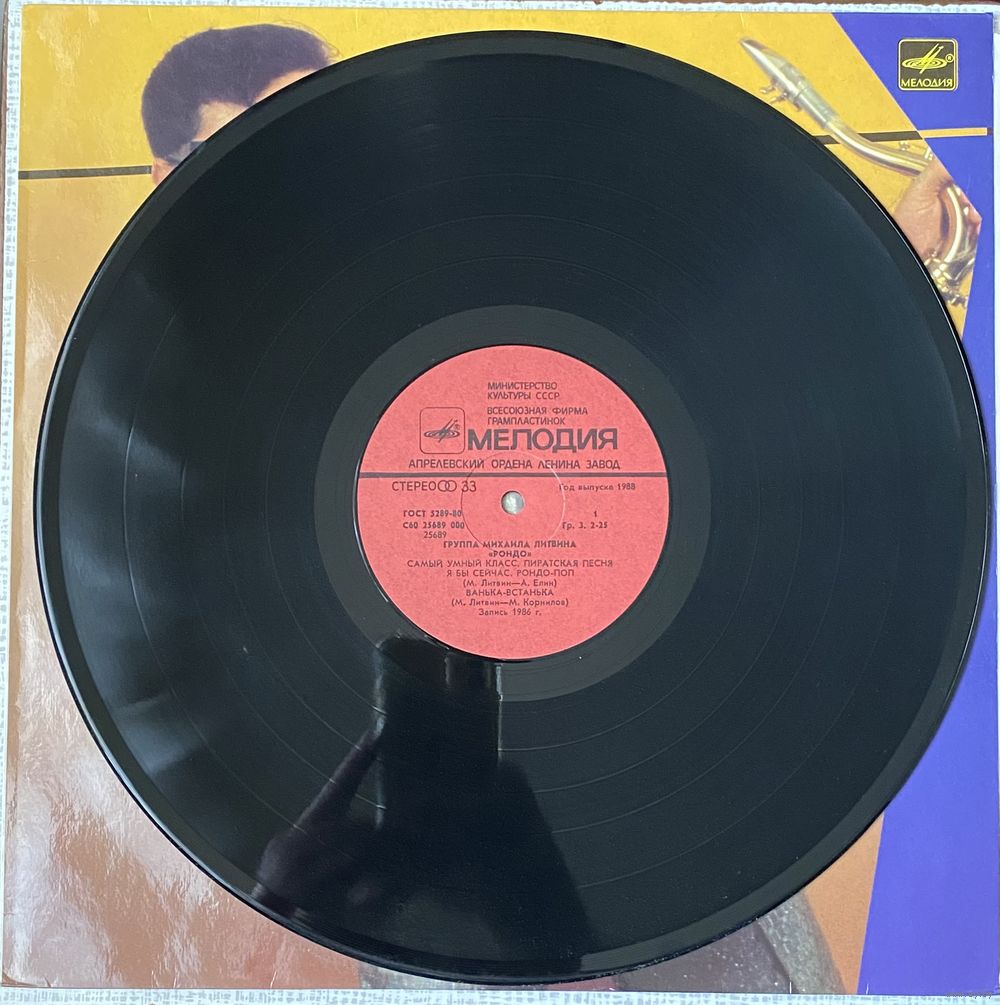 МЕЛОДИЯ
МИНИСТЕРСТВО
КУЛЬТУРЫ СССР
ВСЕСОЮЗНАЯ ФИРМА
ГРАМПЛАСТИНОК
МЕЛОДИЯ
АПРЕЛЕВСКИЙ ОРДЕНА ЛЕНИНА ЗАВОД
СТЕРЕО 33 Год выпуска 1988
ГОСТ 5289-80 1
С60 25689 000 Гр. 3. 2-25
25689
ГРУППА МИХАИЛА ЛИТВИНА
«РОНДО»
САМЫЙ УМНЫЙ КЛАСС, ПИРАТСКАЯ ПЕСНЯ
Я БЫ СЕЙЧАС, РОНДО-ПОП
(М. Литвин—А. Елин)
ВАНЬКА-ВСТАНЬКА
(М. Литвин—М. Корнилов)
Запись 1986 г.